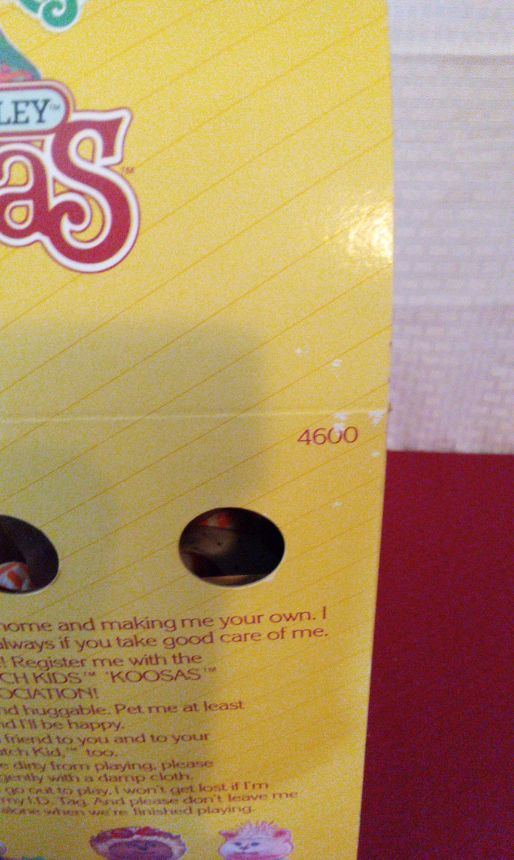 LEY™
as™
4600
home and making me your own. I
always if you take good care of me.
! Register me with the
CH KIDS™ 'KOOSAS'™
OCIATION!
nd huggable. Pet me at least
nd I'll be happy.
friend to you and to your
atch Kid,™ too.
e dirty from playing, please
gently with a damp cloth.
go out to play, I won't get lost if I'm
my I.D. Tag. And please don't leave me
alone when we're finished playing.